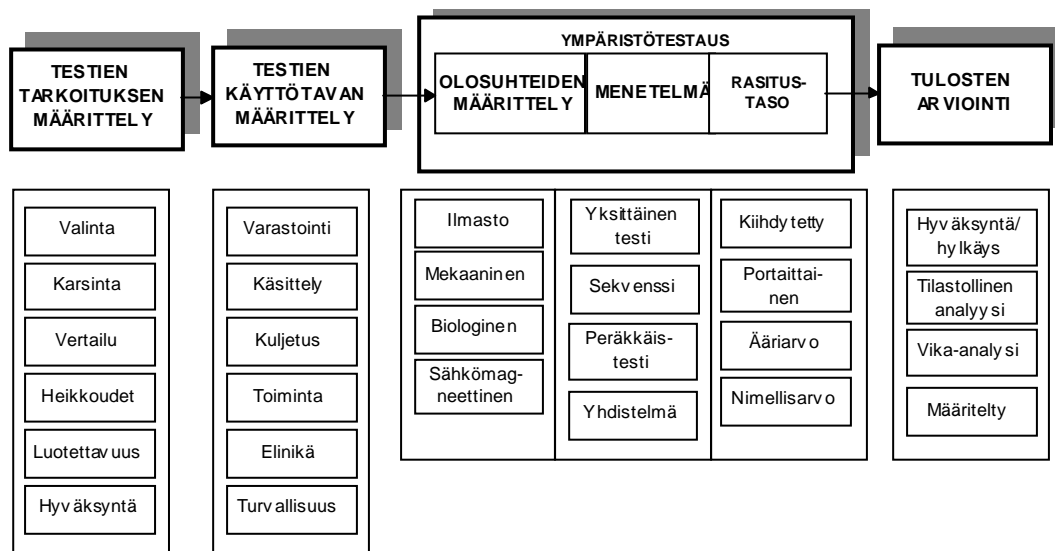 TESTIEN
TARKOITUKSEN
MÄÄRITTELY
TESTIEN
KÄYTTÖTAVAN
MÄÄRITTELY
YMPÄRISTÖTESTAUS
OLOSUHTEIDEN
MÄÄRITTELY
MENETELMÄ
RASITUS-
TASO
TULOSTEN
ARVIOINTI
Valinta
Karsinta
Vertailu
Heikkoudet
Luotettavuus
Hyväksyntä
Varastointi
Käsittely
Kuljetus
Toiminta
Elinikä
Turvallisuus
Ilmasto
Mekaaninen
Biologinen
Sähkömag-
neettinen
Yksittäinen
testi
Sekvenssi
Peräkkäis-
testi
Yhdistelmä
Kiihdytetty
Portaittai-
nen
Ääriarvo
Nimellisarvo
Hyväksyntä/
hylkäys
Tilastollinen
analyysi
Vika-analysi
Määritelty